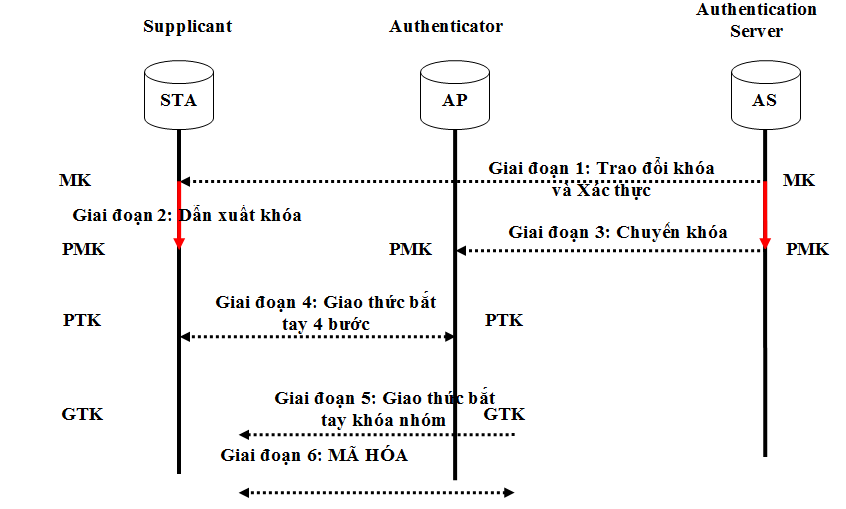 Supplicant
Authenticator
Authentication
Server
STA
AP
AS
Giai đoạn 1: Trao đổi khóa
và Xác thực
MK
MK
Giai đoạn 2: Dẫn xuất khóa
Giai đoạn 3: Chuyển khóa
PMK
PMK
PMK
Giai đoạn 4: Giao thức bắt
tay 4 bước
PTK
PTK
Giai đoạn 5: Giao thức bắt
tay khóa nhóm
GTK
GTK
Giai đoạn 6: MÃ HÓA